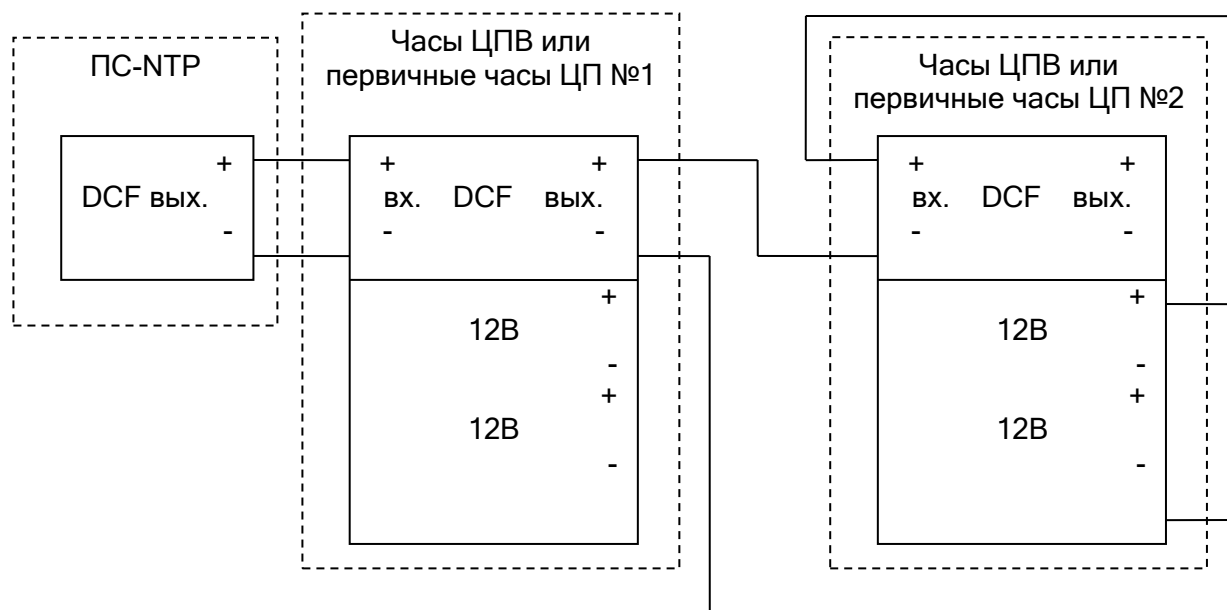 ПС-NTP
+
DCF вых.
-
Часы ЦПВ или
первичные часы ЦП №1
+ +
вх. DCF вых.
- -
+
12В
-
+
12В
-
Часы ЦПВ или
первичные часы ЦП №2
+ +
вх. DCF вых.
- -
+
12В
-
+
12В
-